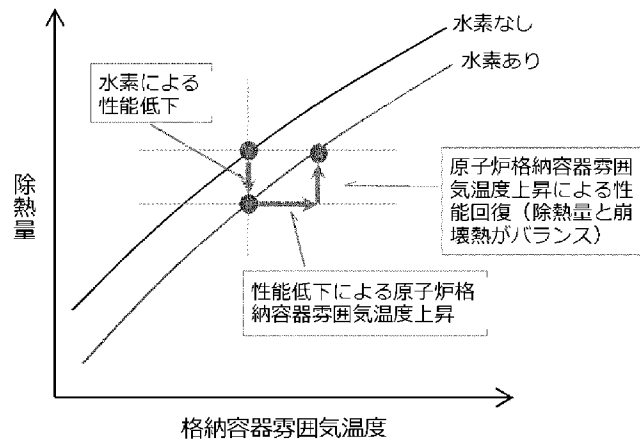 水素なし
水素あり
水素による
性能低下
原子炉格納容器雰囲
気温度上昇による性
能回復（除熱量と崩
壊熱がバランス）
除熱量
性能低下による原子炉格
納容器雰囲気温度上昇
格納容器雰囲気温度